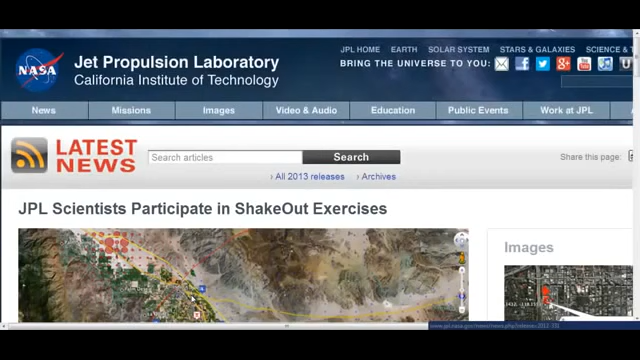 JPL HOME EARTH SOLAR SYSTEM STARS & GALAXIES SCIENCE & T
NASA
Jet Propulsion Laboratory
California Institute of Technology
BRING THE UNIVERSE TO YOU:
News Missions Images Video & Audio Education Public Events Work at JPL
LATEST
NEWS
Search articles
Search
Share this page:
› All 2013 releases › Archives
JPL Scientists Participate in ShakeOut Exercises
Images